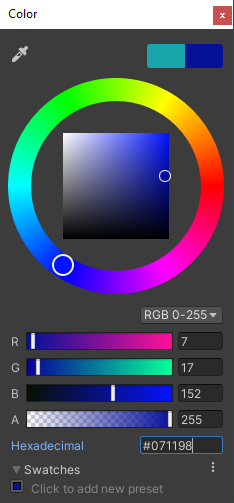 Color
x
RGB 0-255
R 7
G 17
B 152
A 255
Hexadecimal #071198
Swatches
Click to add new preset